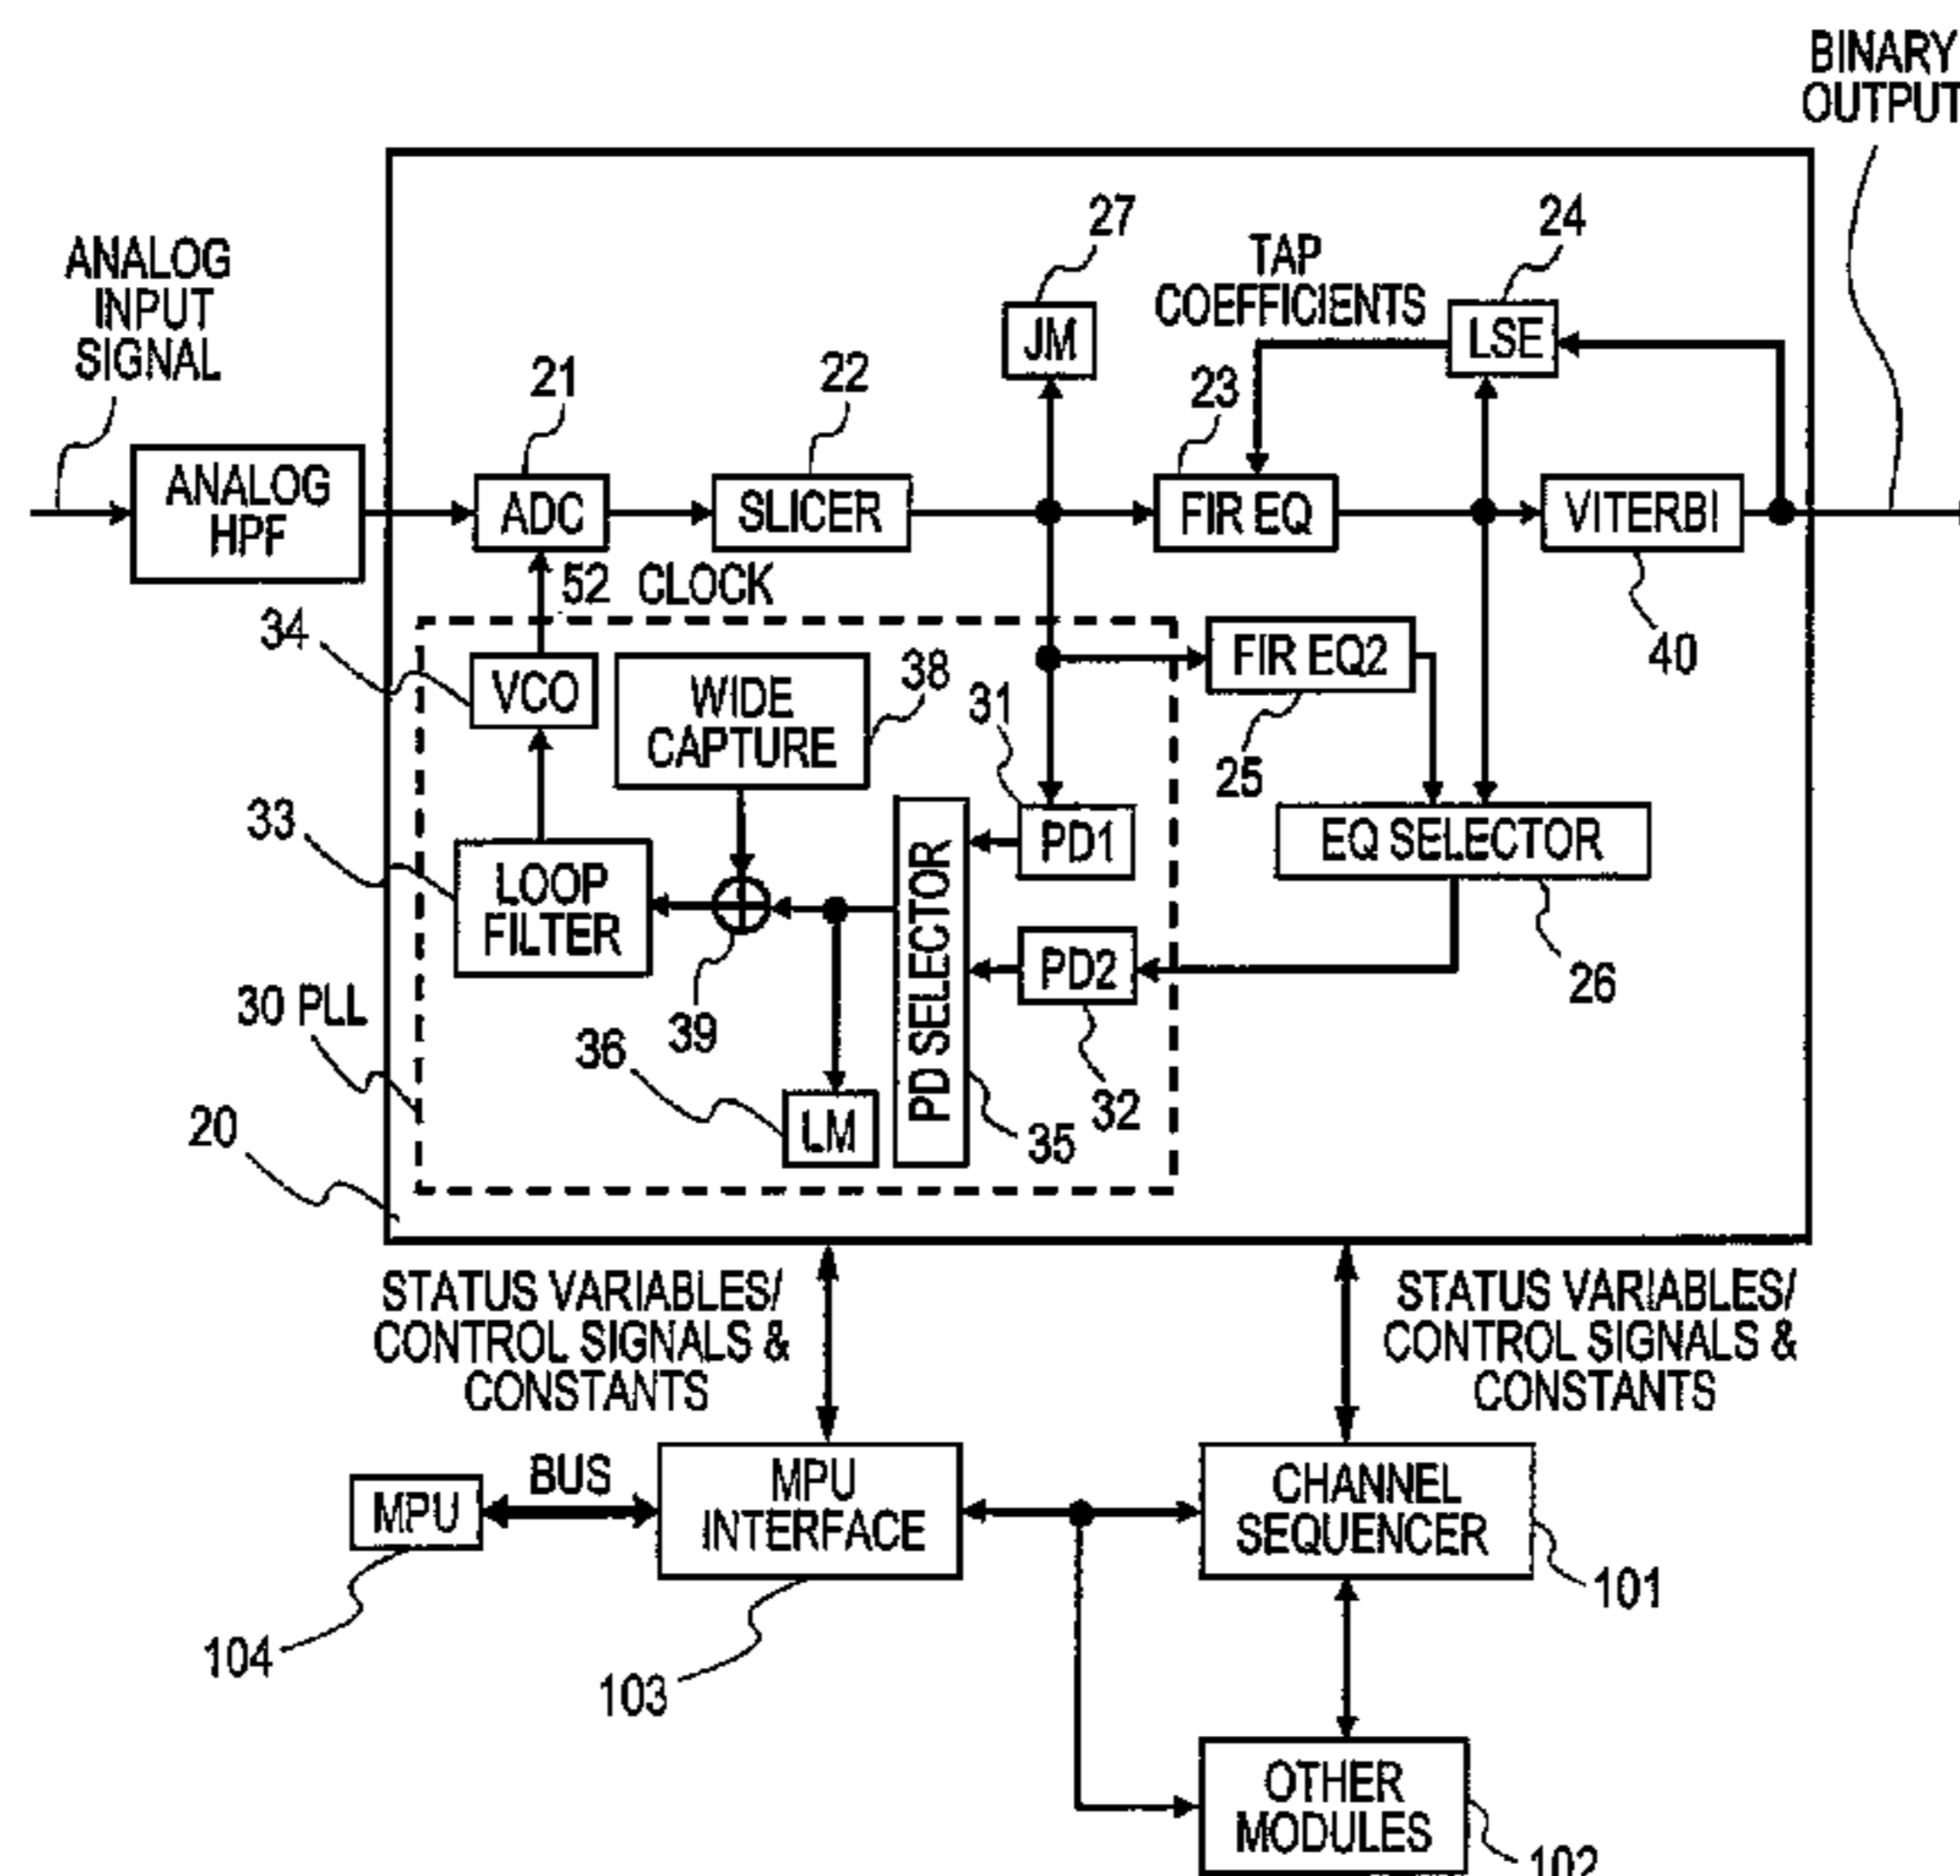 BINARY
OUTPUT
ANALOG
INPUT
SIGNAL
27
TAP
COEFFICIENTS
24
21
22
JM
23
LSE
ANALOG
HPF
ADC
SLICER
FIR EQ
VITERBI
52 CLOCK
34
VCO
WIDE
CAPTURE
38
31
FIR EQ2
25
40
33
LOOP
FILTER
PD SELECTOR
PD1
EQ SELECTOR
30 PLL
39
PD2
26
36
LM
35
32
20
STATUS VARIABLES/
CONTROL SIGNALS &
CONSTANTS
STATUS VARIABLES/
CONTROL SIGNALS &
CONSTANTS
MPU
BUS
MPU
INTERFACE
CHANNEL
SEQUENCER
101
104
103
OTHER
MODULES
102